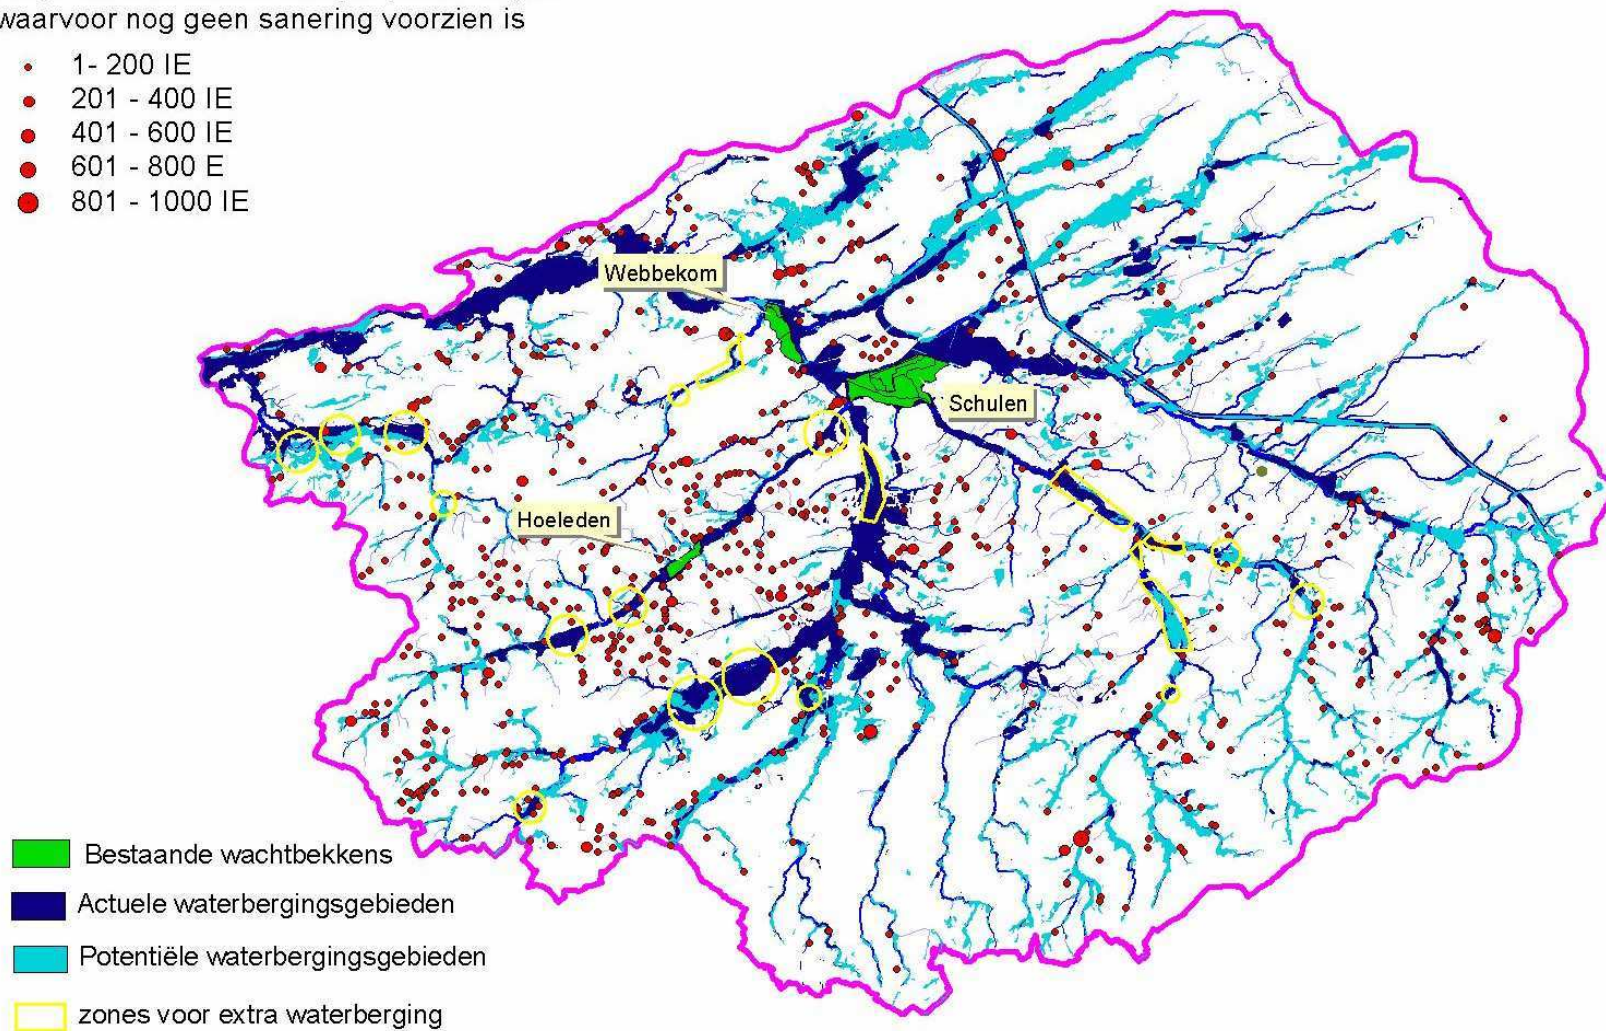 waarvoor nog geen sanering voorzien is
1- 200 IE
201 - 400 IE
401 - 600 IE
601 - 800 E
801 - 1000 IE
Webbekom
Schulen
Hoeleden
Bestaande wachtbekkens
Actuele waterbergingsgebieden
Potentiële waterbergingsgebieden
zones voor extra waterberging